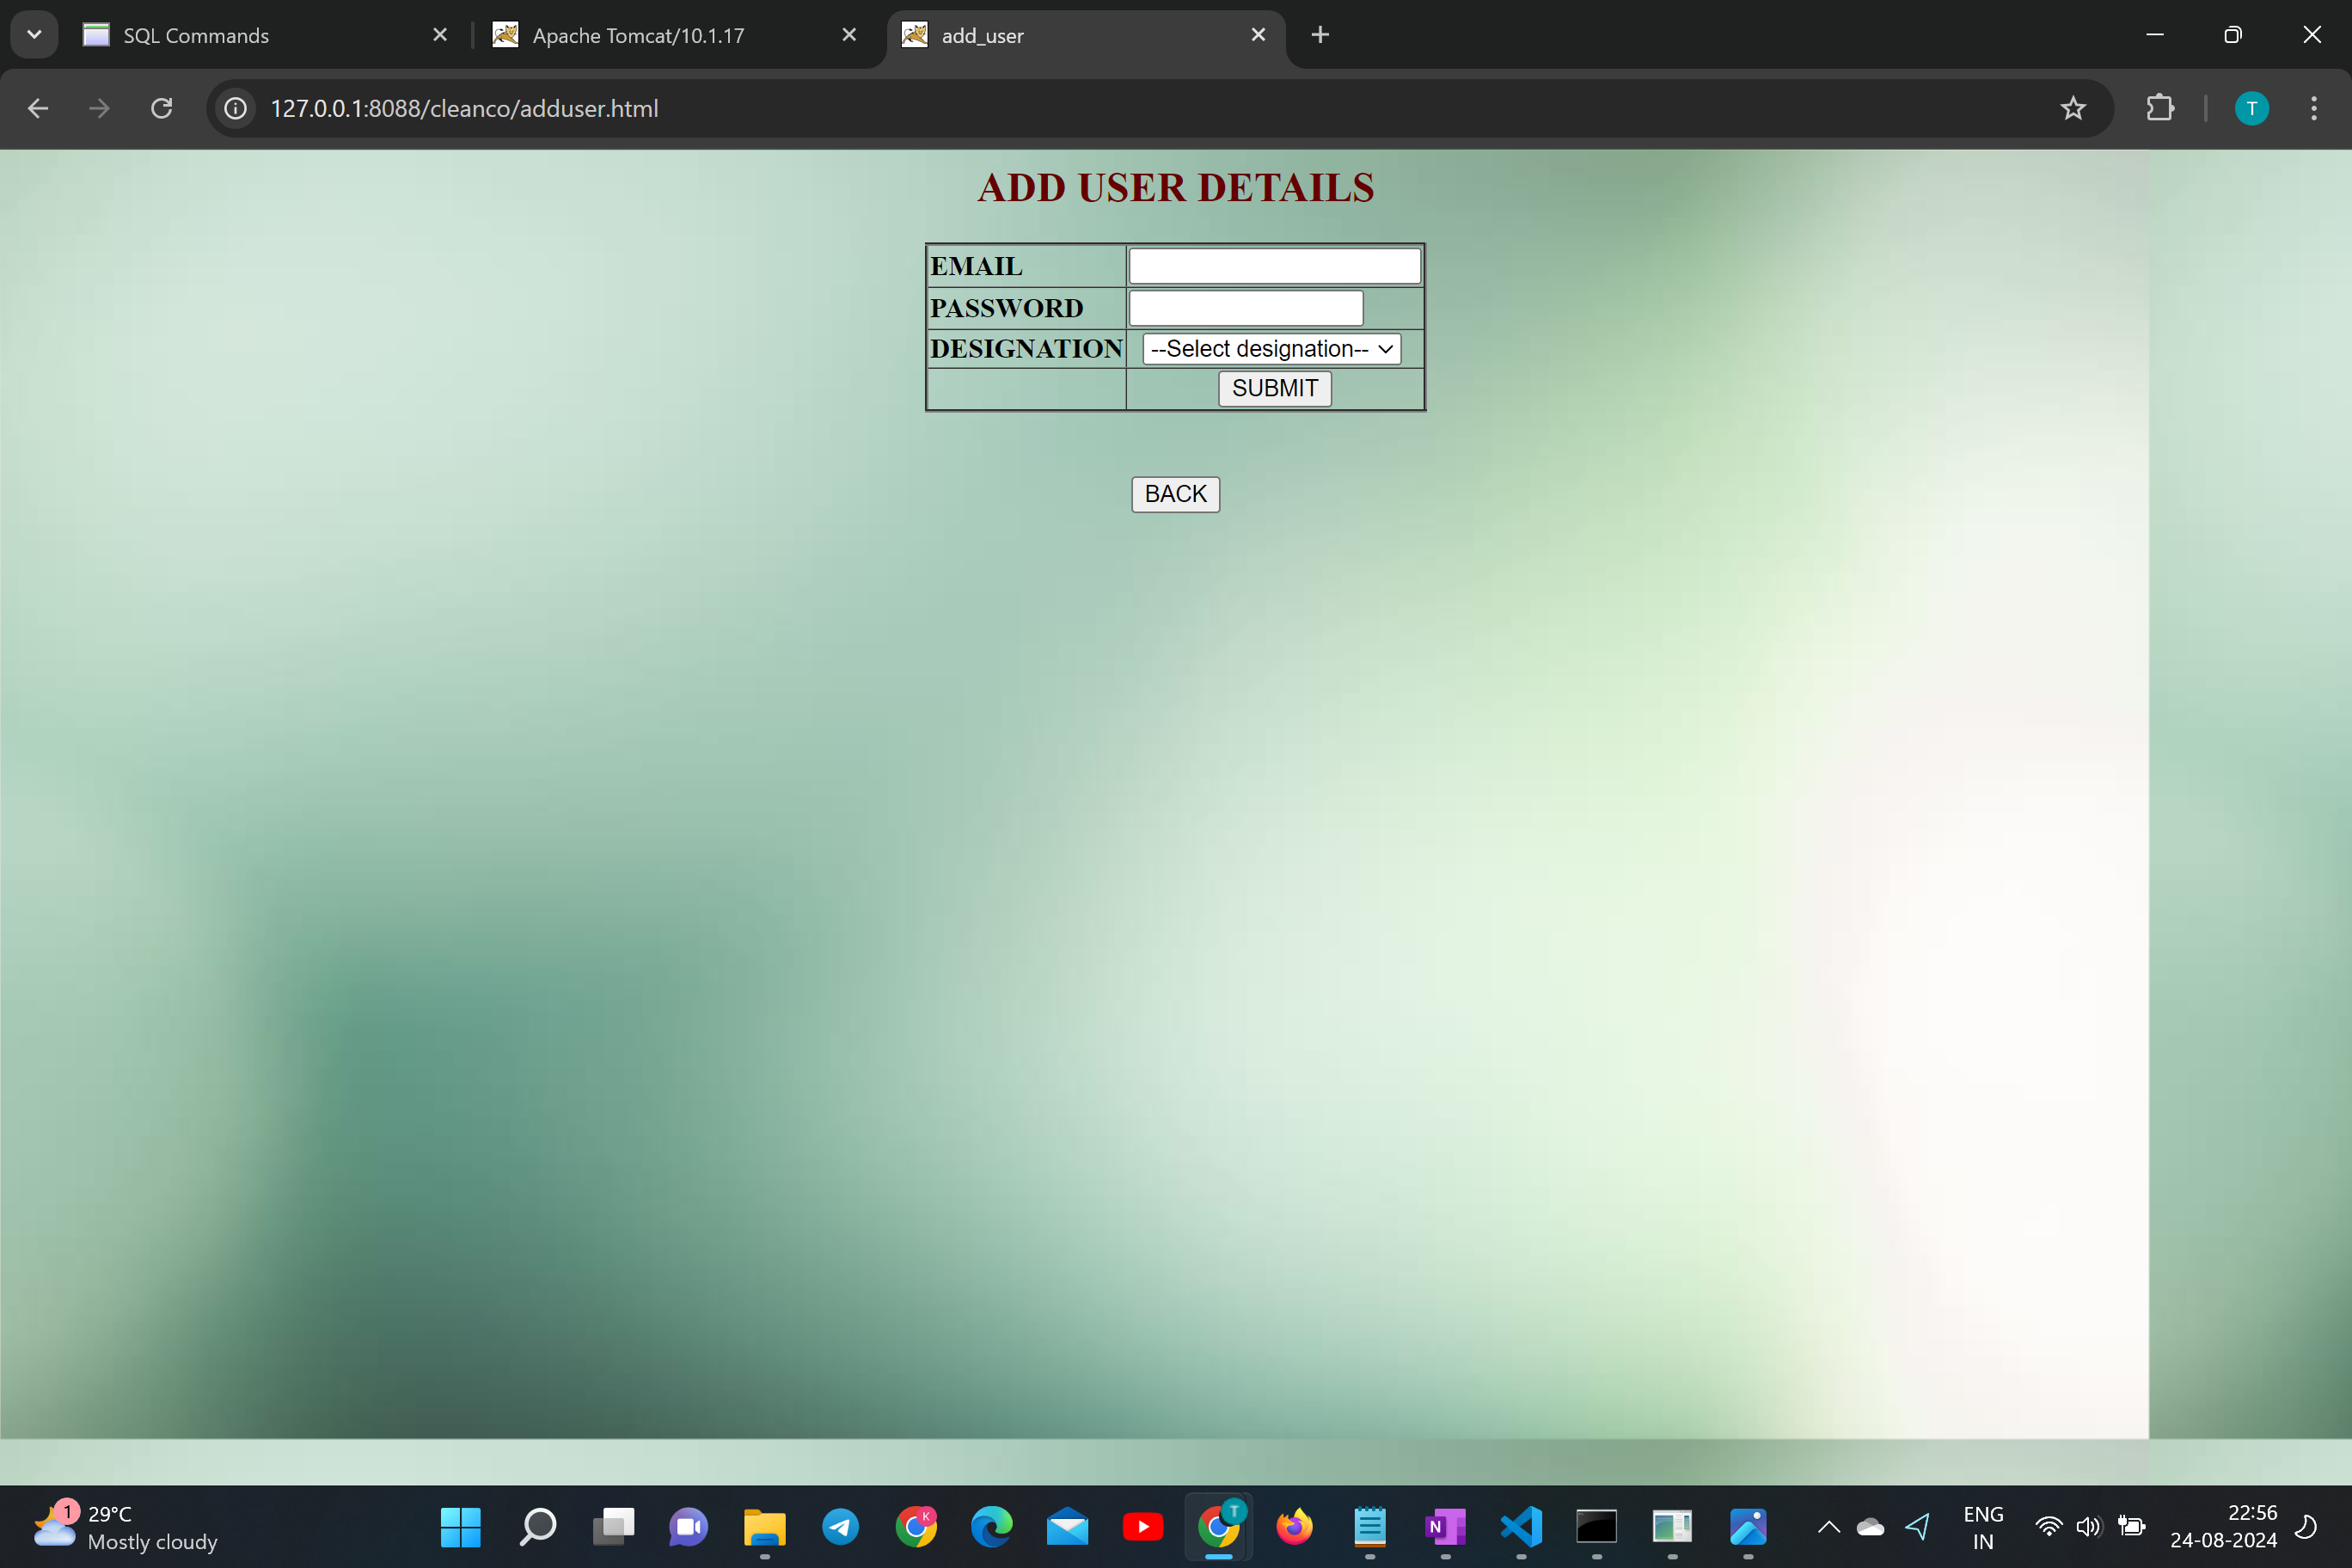 SQL Commands
Apache Tomcat/10.1.17
add_user
127.0.0.1:8088/cleanco/adduser.html
T
ADD USER DETAILS
EMAIL
PASSWORD
DESIGNATION
--Select designation--
SUBMIT
BACK
1
29°C
Mostly cloudy
K
T
N
ENG
IN
22:56
24-08-2024